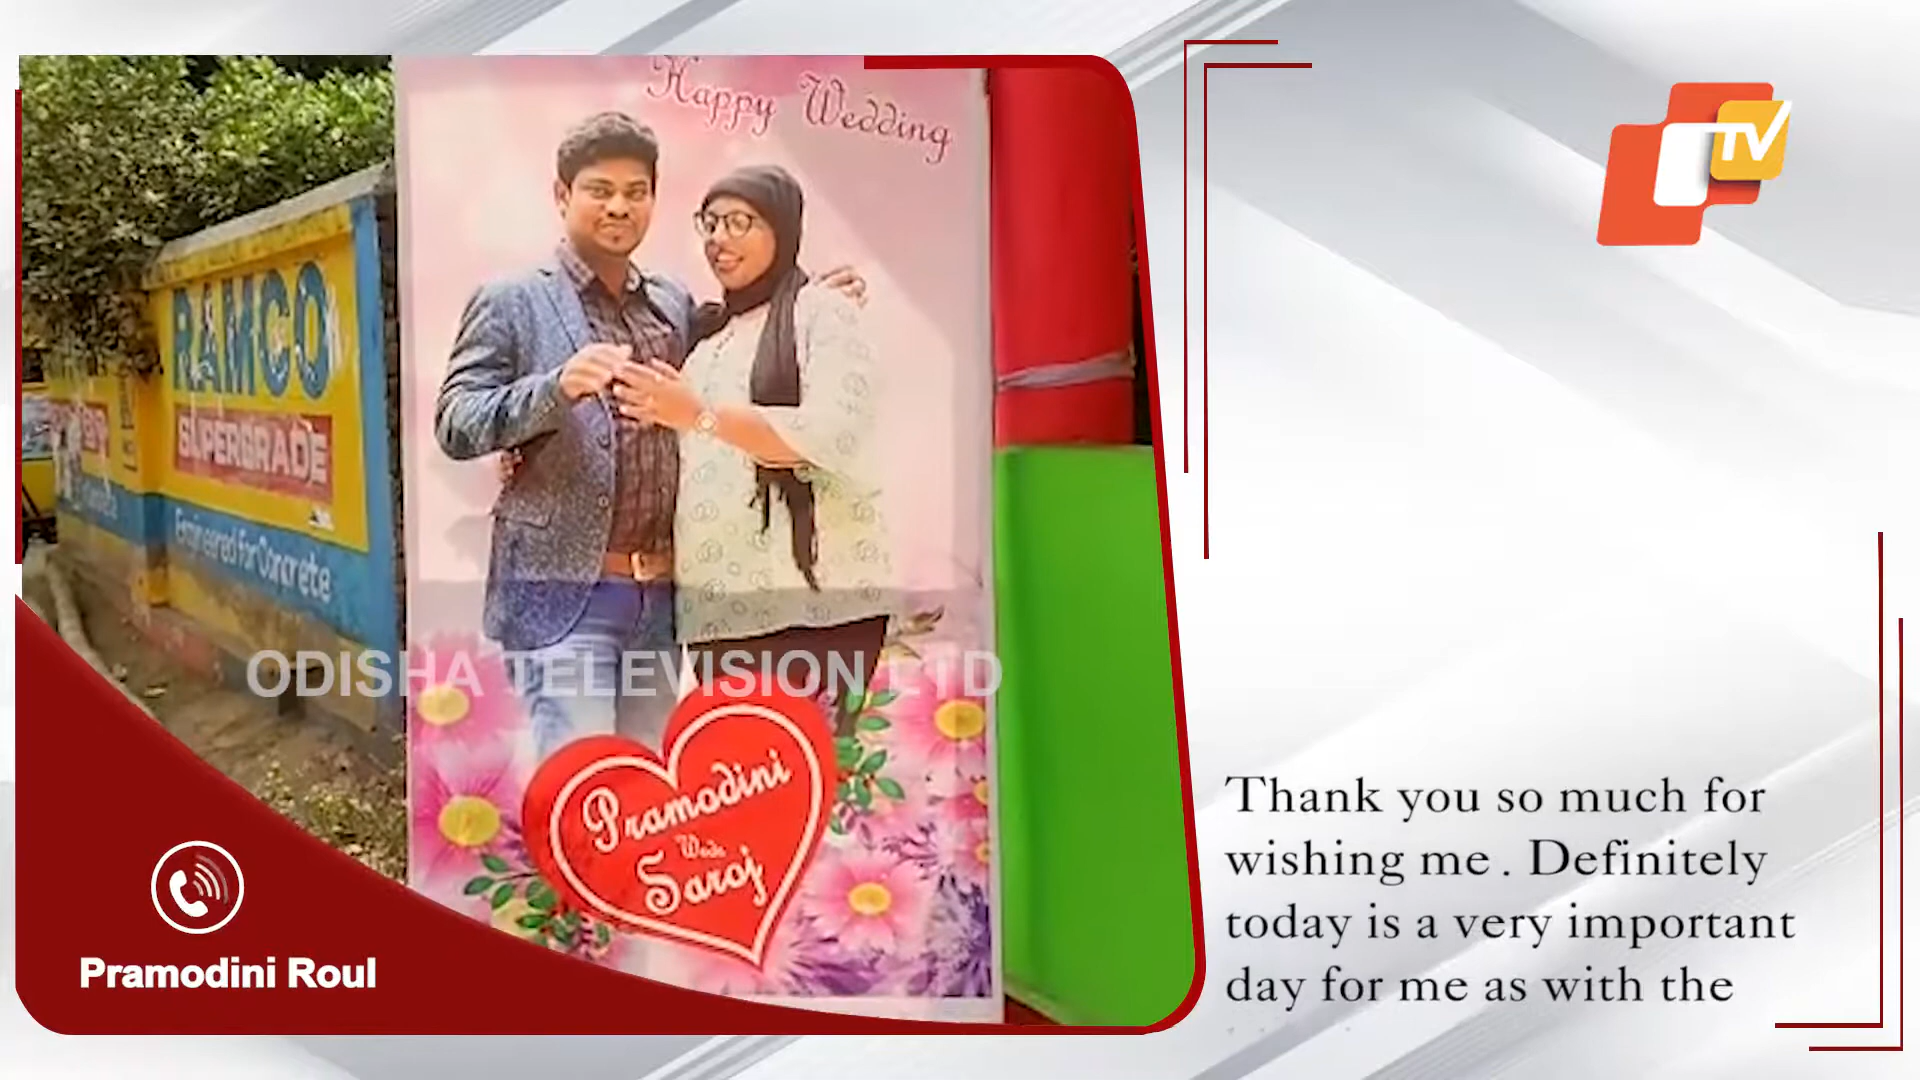 Happy Wedding
TV
RAMCO
SUPERGRADE
Engineered for Concrete
ODISHA TELEVISION LTD
Pramodini
Weds
Saroj
Pramodini Roul
Thank you so much for
wishing me . Definitely
today is a very important
day for me as with the